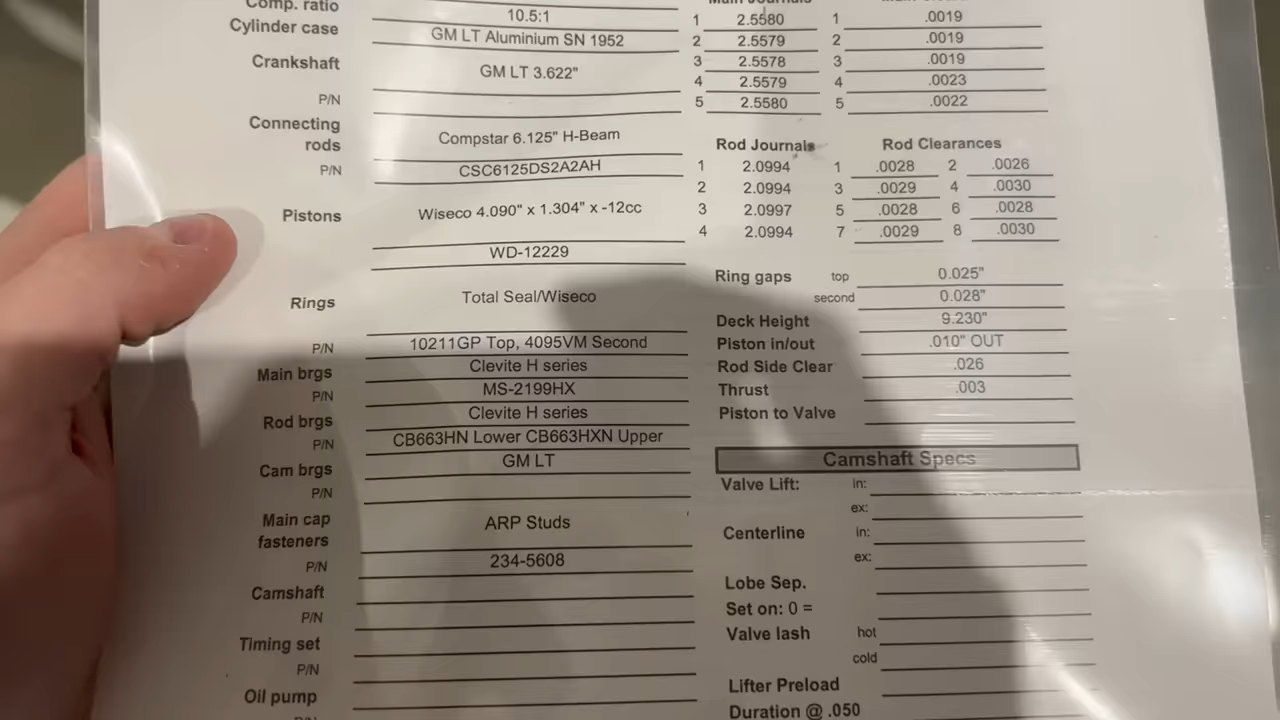 Comp. ratio 10.5:1
Cylinder case GM LT Aluminium SN 1952
Crankshaft GM LT 3.622"
P/N
Connecting rods Compstar 6.125" H-Beam
P/N CSC6125DS2A2AH
Pistons Wiseco 4.090" x 1.304" x -12cc
WD-12229
Rings Total Seal/Wiseco
P/N 10211GP Top, 4095VM Second
Main brgs Clevite H series
P/N MS-2199HX
Rod brgs Clevite H series
P/N CB663HN Lower CB663HXN Upper
Cam brgs GM LT
P/N
Main cap fasteners ARP Studs
P/N 234-5608
Camshaft
P/N
Timing set
P/N
Oil pump
P/N
Main Journals
1 2.5580 1 .0019
2 2.5579 2 .0019
3 2.5578 3 .0019
4 2.5579 4 .0023
5 2.5580 5 .0022
Rod Journals Rod Clearances
1 2.0994 1 .0028 2 .0026
2 2.0994 3 .0029 4 .0030
3 2.0997 5 .0028 6 .0028
4 2.0994 7 .0029 8 .0030
Ring gaps top 0.025"
second 0.028"
Deck Height 9.230"
Piston in/out .010" OUT
Rod Side Clear .026
Thrust .003
Piston to Valve
Camshaft Specs
Valve Lift: in:
ex:
Centerline in:
ex:
Lobe Sep.
Set on: 0 =
Valve lash hot
cold
Lifter Preload
Duration @ .050